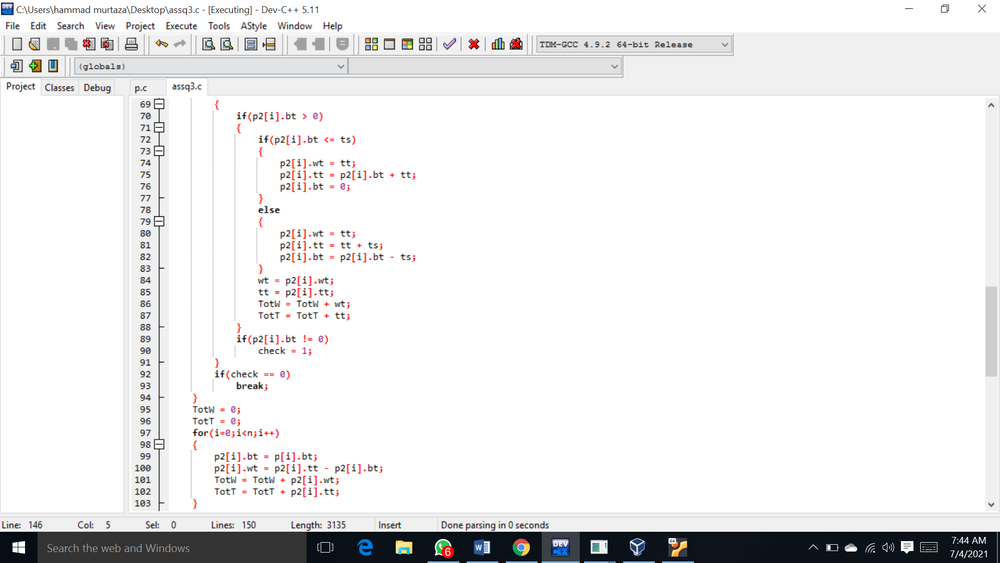 C:\Users\hammad murtaza\Desktop\assq3.c - [Executing] - Dev-C++ 5.11
File Edit Search View Project Execute Tools AStyle Window Help
TDM-GCC 4.9.2 64-bit Release
(globals)
Project Classes Debug p.c assq3.c
69 {
70 if(p2[i].bt > 0)
71 {
72 if(p2[i].bt <= ts)
73 {
74 p2[i].wt = tt;
75 p2[i].tt = p2[i].bt + tt;
76 p2[i].bt = 0;
77 }
78 else
79 {
80 p2[i].wt = tt;
81 p2[i].tt = tt + ts;
82 p2[i].bt = p2[i].bt - ts;
83 }
84 wt = p2[i].wt;
85 tt = p2[i].tt;
86 TotW = TotW + wt;
87 TotT = TotT + tt;
88 }
89 if(p2[i].bt != 0)
90 check = 1;
91 }
92 if(check == 0)
93 break;
94 }
95 TotW = 0;
96 TotT = 0;
97 for(i=0;i<n;i++)
98 {
99 p2[i].bt = p[i].bt;
100 p2[i].wt = p2[i].tt - p2[i].bt;
101 TotW = TotW + p2[i].wt;
102 TotT = TotT + p2[i].tt;
103 }
Line: 146 Col: 5 Sel: 0 Lines: 150 Length: 3135 Insert Done parsing in 0 seconds
Search the web and Windows
6
DEV C++
64
7:44 AM
7/4/2021